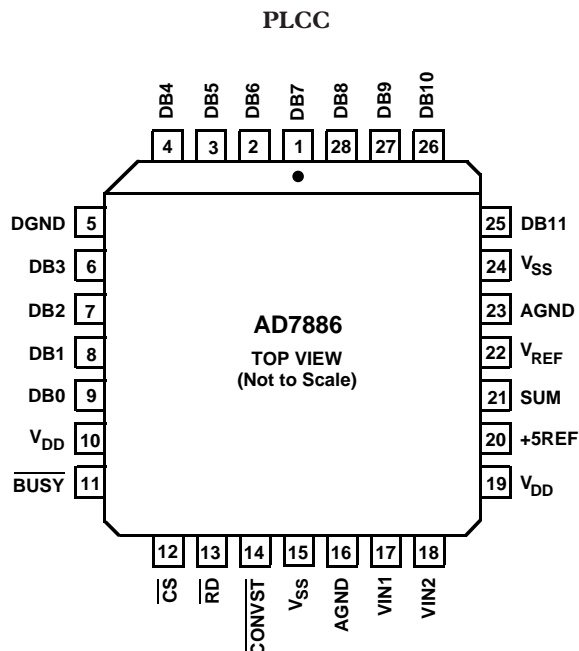 PLCC
DB4 DB5 DB6 DB7 DB8 DB9 DB10
4 3 2 1 28 27 26
DGND 5
DB3 6
DB2 7
DB1 8
DB0 9
VDD 10
BUSY 11
25 DB11
24 VSS
23 AGND
22 VREF
21 SUM
20 +5REF
19 VDD
AD7886
TOP VIEW
(Not to Scale)
12 13 14 15 16 17 18
CS RD CONVST VSS AGND VIN1 VIN2